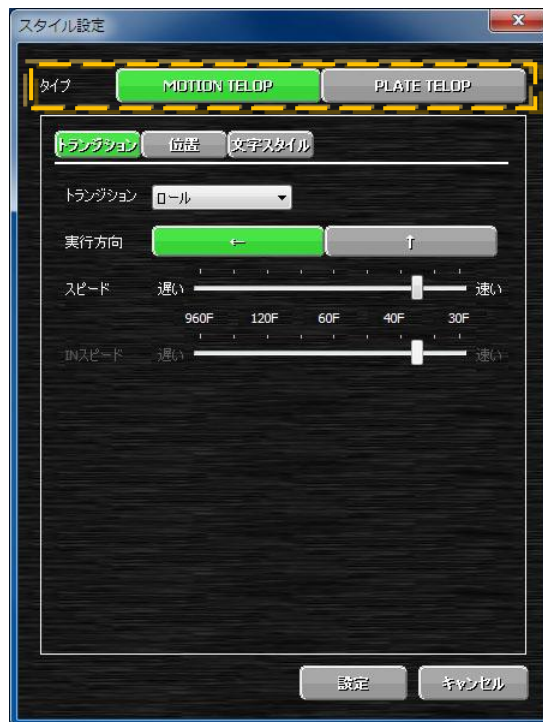 スタイル設定
タイプ MOTION TELOP PLATE TELOP
トランジション 位置 文字スタイル
トランジション ロール
実行方向 ← ↑
スピード 遅い 速い
960F 120F 60F 40F 30F
INスピード 遅い 速い
設定 キャンセル